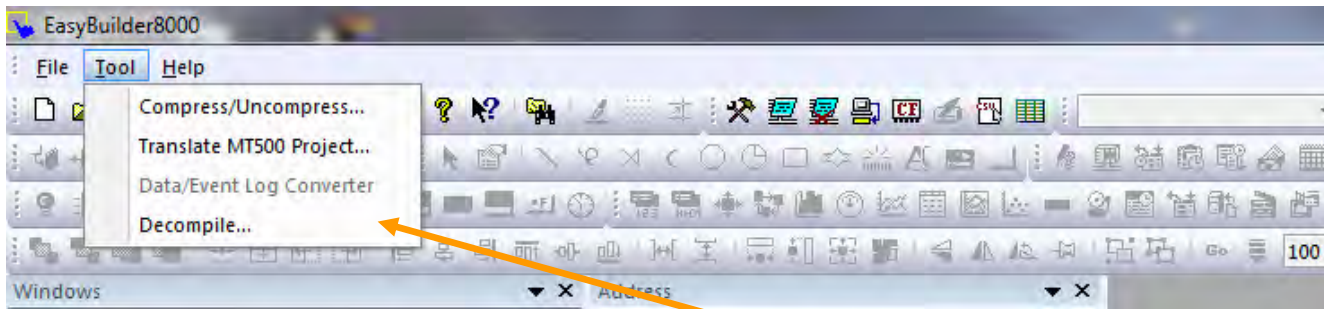 EasyBuilder8000
File Tool Help
Compress/Uncompress...
Translate MT500 Project...
Data/Event Log Converter
Decompile...
100
Windows
Address